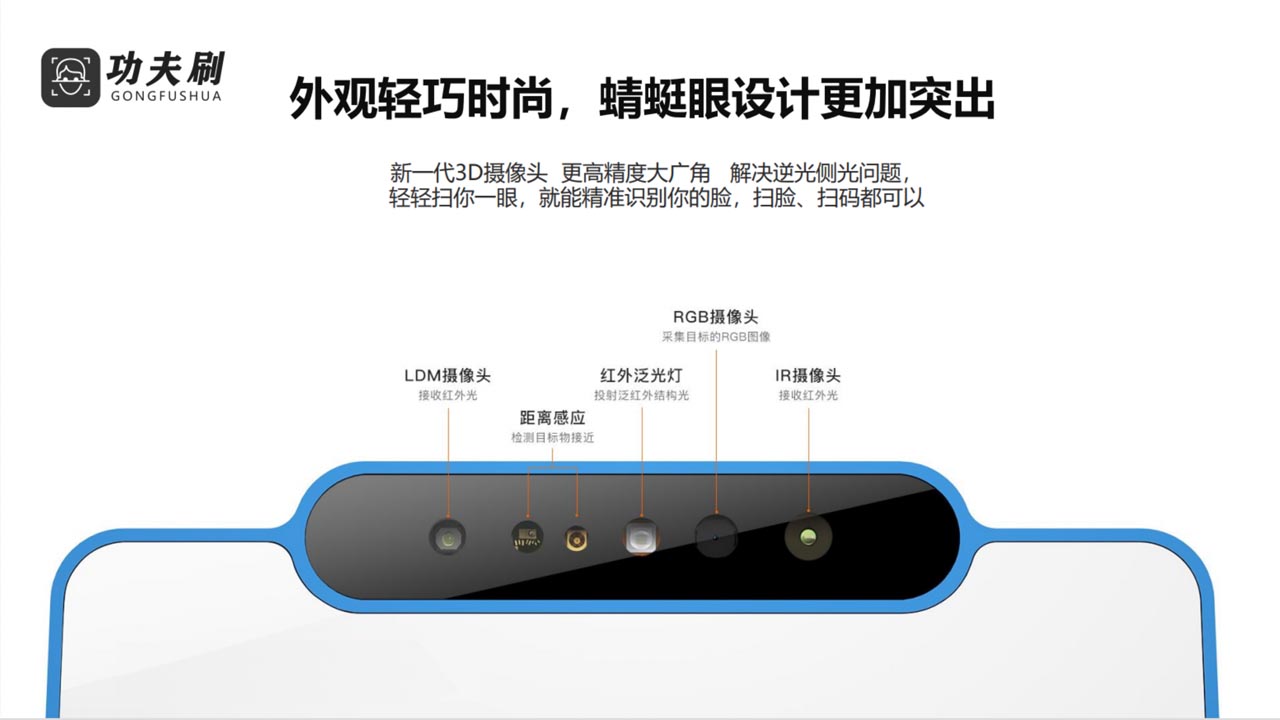 功夫刷
GONGFUSHUA
外观轻巧时尚，蜻蜓眼设计更加突出
新一代3D摄像头 更高精度大广角 解决逆光侧光问题，
轻轻扫你一眼，就能精准识别你的脸，扫脸、扫码都可以
RGB摄像头
采集目标的RGB图像
LDM摄像头
接收红外光
红外泛光灯
投射泛红外结构光
IR摄像头
接收红外光
距离感应
检测目标物接近